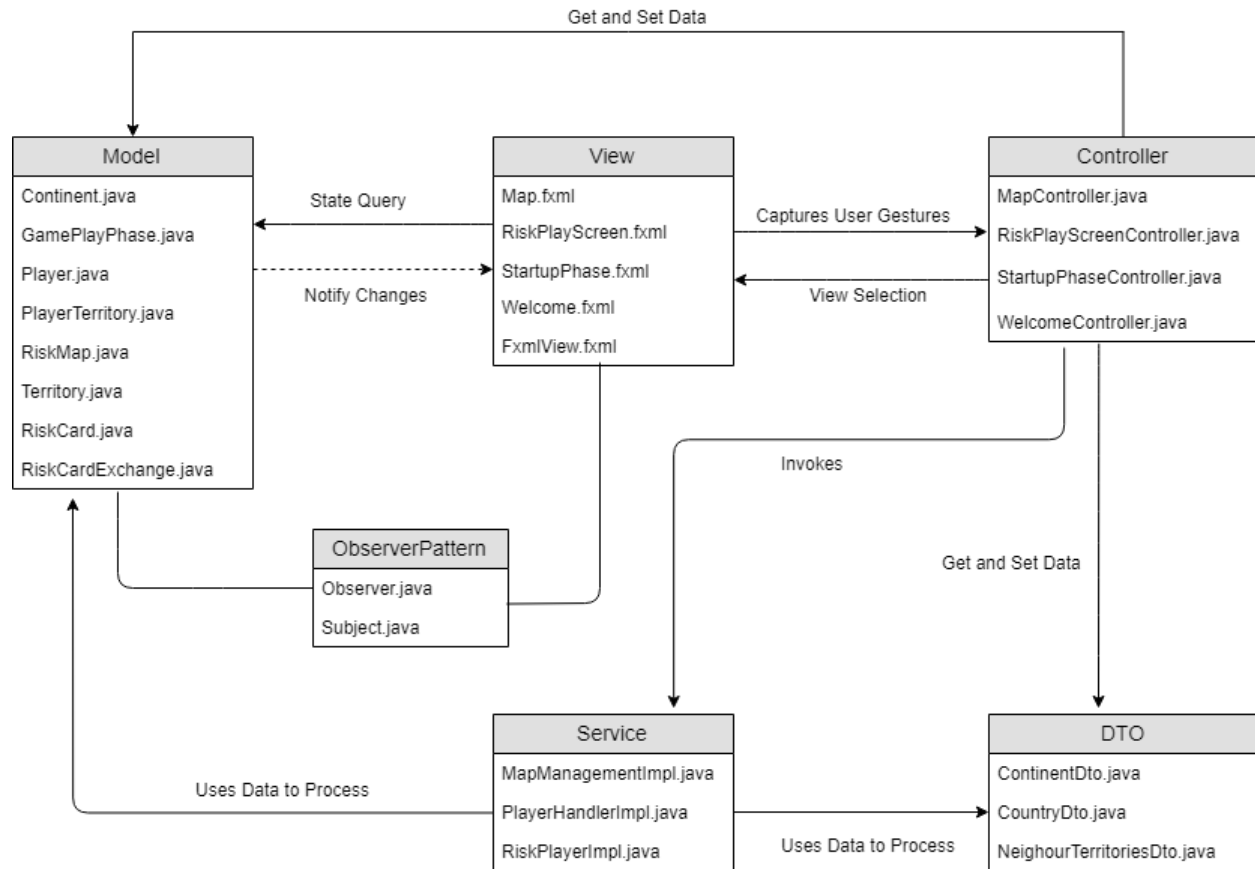 Get and Set Data
Model
Continent.java
GamePlayPhase.java
Player.java
PlayerTerritory.java
RiskMap.java
Territory.java
RiskCard.java
RiskCardExchange.java
State Query
Notify Changes
View
Map.fxml
RiskPlayScreen.fxml
StartupPhase.fxml
Welcome.fxml
FxmlView.fxml
Captures User Gestures
View Selection
Controller
MapController.java
RiskPlayScreenController.java
StartupPhaseController.java
WelcomeController.java
Invokes
Get and Set Data
ObserverPattern
Observer.java
Subject.java
Uses Data to Process
Service
MapManagementImpl.java
PlayerHandlerImpl.java
RiskPlayerImpl.java
Uses Data to Process
DTO
ContinentDto.java
CountryDto.java
NeighourTerritoriesDto.java